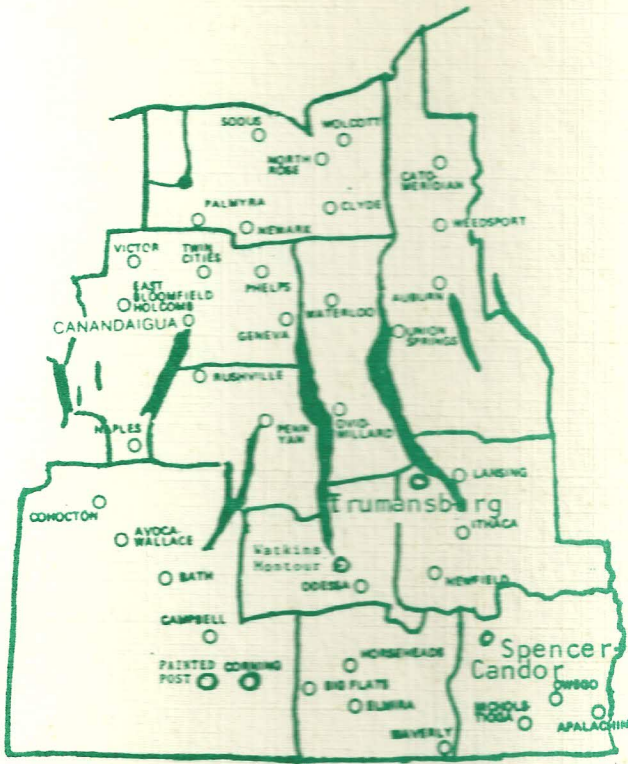 SODUS
WOLCOTT
NORTH
ROSE
CATO-
MERIDIAN
PALMYRA
CLYDE
NEWARK
WEEDSPORT
VICTOR
TWIN
CITIES
PHELPS
EAST
BLOOMFIELD
HOLCOMB
AUBURN
WATERLOO
CANANDAIGUA
GENEVA
UNION
SPRINGS
RUSHVILLE
NAPLES
PENN
YAN
OVID-
WILLARD
LANSING
Trumansburg
COHOCTON
AVOCA-
WALLACE
ITHACA
Watkins
Montour
BATH
ODESSA
NEWFIELD
CAMPBELL
PAINTED
POST
CORNING
HORSEHEADS
BIG FLATS
ELMIRA
Spencer
Candor
OWEGO
NICHOLS-
TIOGA
APALACHIN
WAVERLY